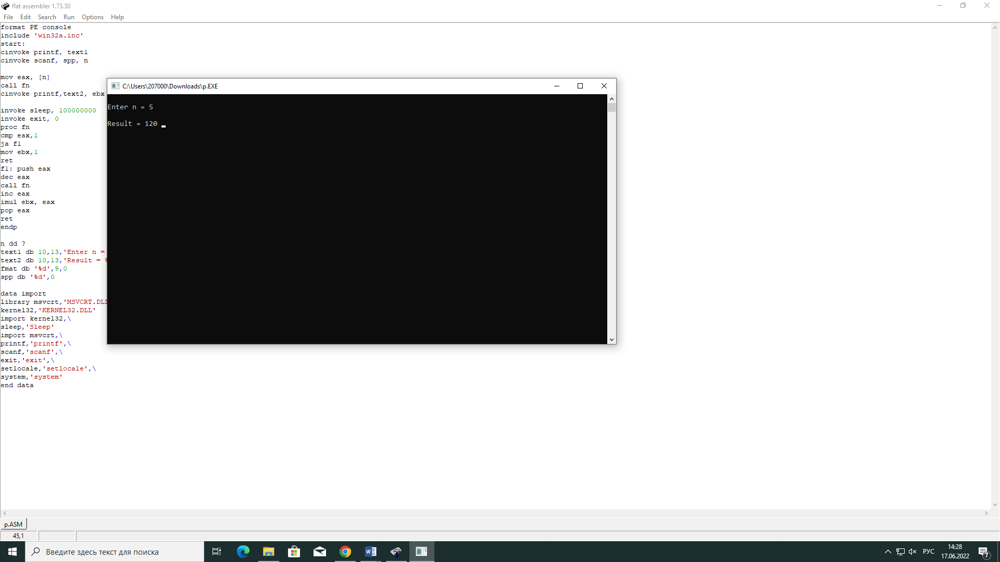 flat assembler 1.73.30
File Edit Search Run Options Help
format PE console
include 'win32a.inc'
start:
cinvoke printf, text1
cinvoke scanf, spp, n
mov eax, [n]
call fn
cinvoke printf,text2, ebx
invoke sleep, 100000000
invoke exit, 0
proc fn
cmp eax,1
ja f1
mov ebx,1
ret
f1: push eax
dec eax
call fn
inc eax
imul ebx, eax
pop eax
ret
endp
n dd ?
text1 db 10,13,'Enter n =
text2 db 10,13,'Result = %
fmat db '%d',9,0
spp db '%d',0
data import
library msvcrt,'MSVCRT.DLL
kernel32,'KERNEL32.DLL'
import kernel32,\
sleep,'Sleep'
import msvcrt,\
printf,'printf',\
scanf,'scanf',\
exit,'exit',\
setlocale,'setlocale',\
system,'system'
end data
C:\Users\207000\Downloads\p.EXE
Enter n = 5
Result = 120
p.ASM
45,1
Введите здесь текст для поиска
РУС
14:28
17.06.2022
7